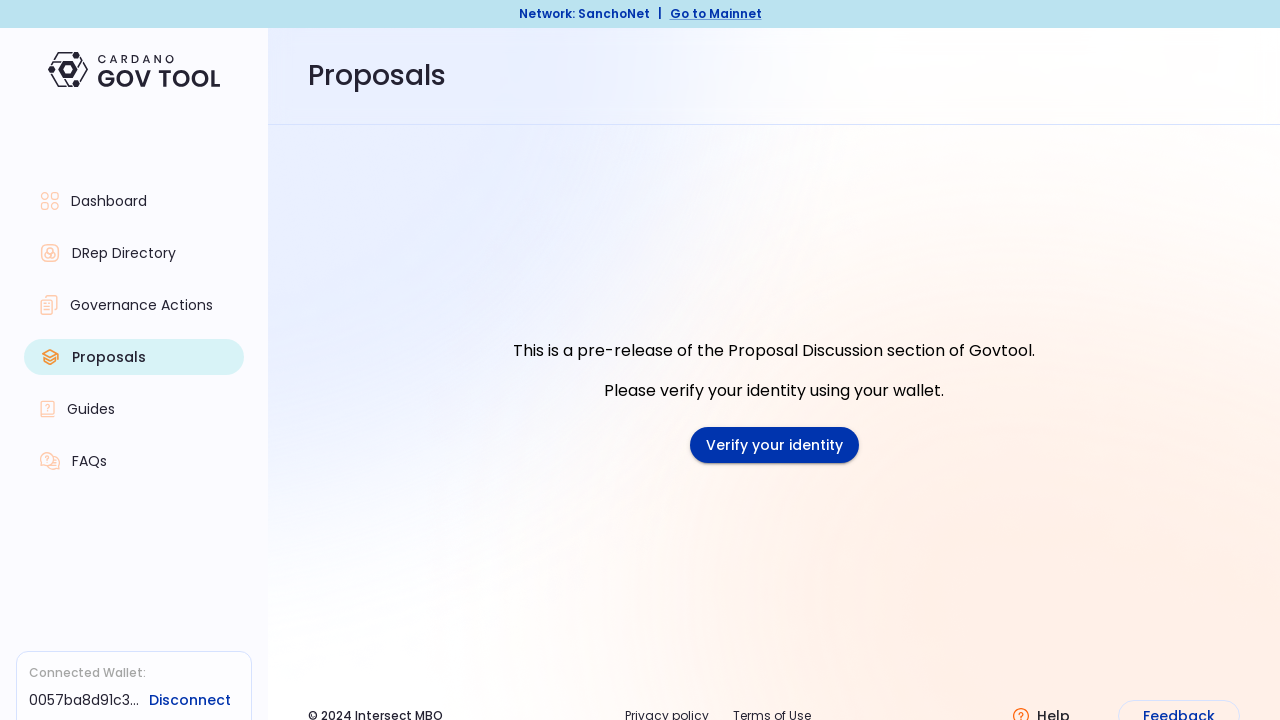 Network: SanchoNet | Go to Mainnet
CARDANO
GOV TOOL
Proposals
Dashboard
DRep Directory
Governance Actions
Proposals
Guides
FAQs
This is a pre-release of the Proposal Discussion section of Govtool.
Please verify your identity using your wallet.
Verify your identity
Connected Wallet:
0057ba8d91c3... Disconnect
© 2024 Intersect MBO Privacy policy Terms of Use Help Feedback